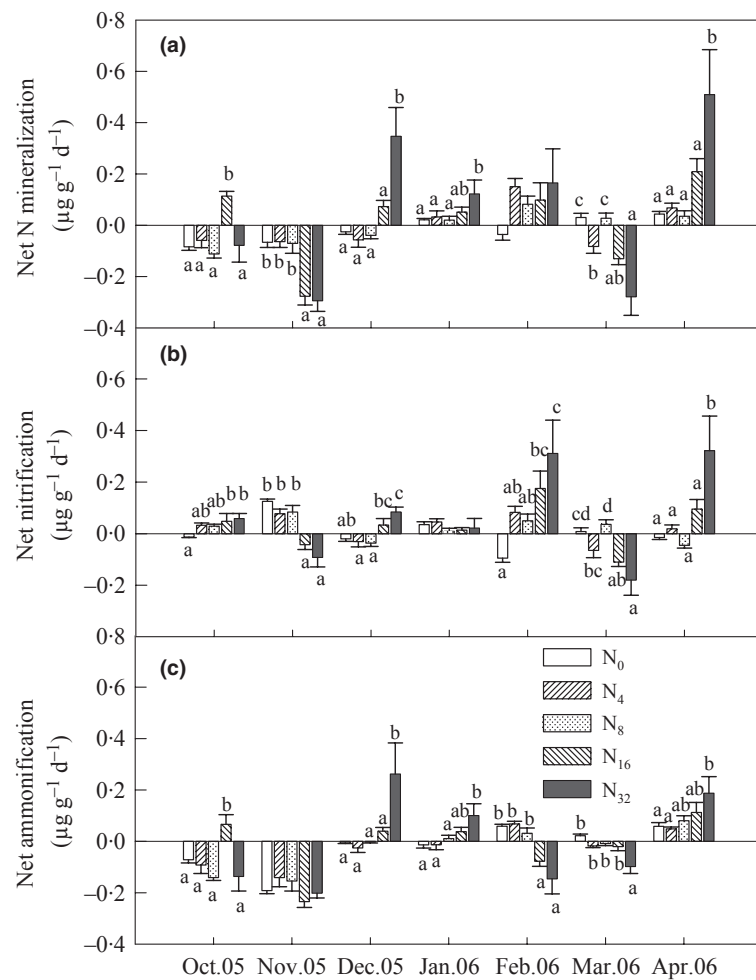 (a)
Net N mineralization
(µg g⁻¹ d⁻¹)
0·8
0·6
0·4
0·2
0·0
–0·2
–0·4
a a a b a
b b b a a
a a a a b
a a a ab b
c b c ab a
a a a a b
(b)
Net nitrification
(µg g⁻¹ d⁻¹)
0·6
0·4
0·2
0·0
–0·2
0·8
a ab ab b b
b b b a a
ab a a bc c
a ab ab bc c
cd bc d ab a
a a a a b
(c)
Net ammonification
(µg g⁻¹ d⁻¹)
0·6
0·4
0·2
0·0
–0·2
–0·4
N₀
N₄
N₈
N₁₆
N₃₂
a a a b a
a a a a b
a a a ab b
b b b a a
b b b b a
a a ab ab b
Oct.05 Nov.05 Dec.05 Jan.06 Feb.06 Mar.06 Apr.06